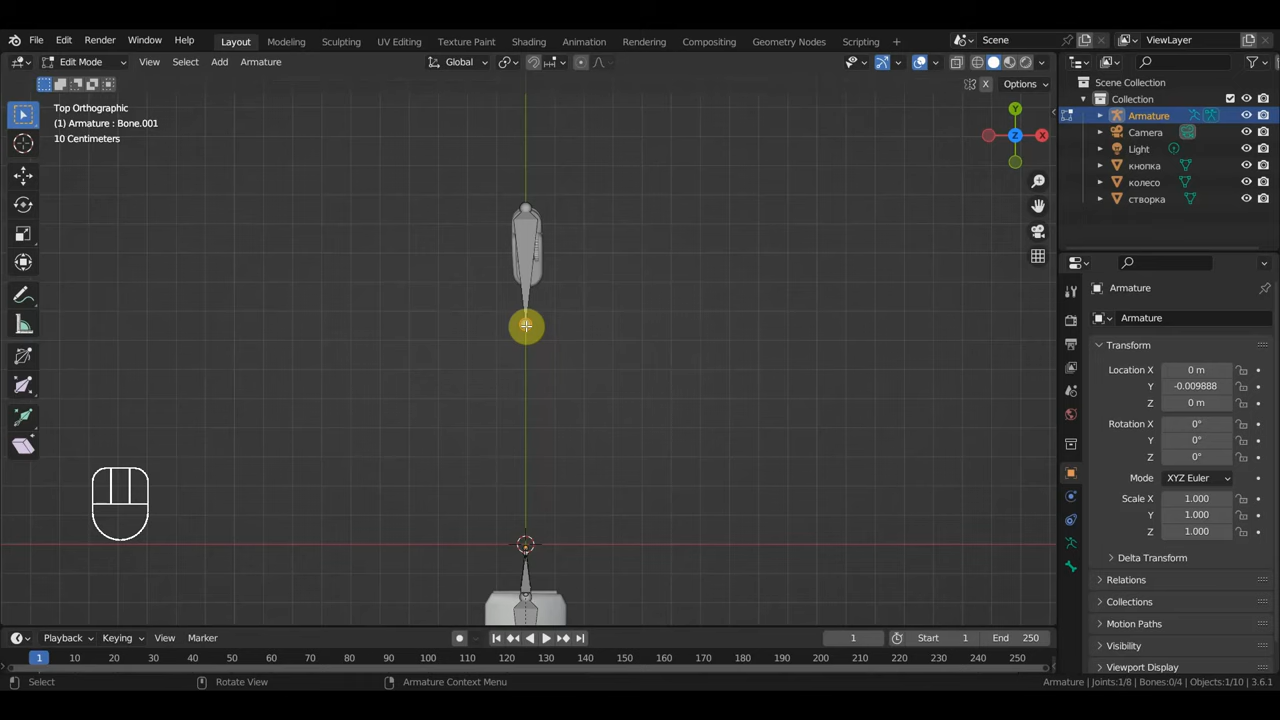 File Edit Render Window Help Layout Modeling Sculpting UV Editing Texture Paint Shading Animation Rendering Compositing Geometry Nodes Scripting + Scene ViewLayer
Edit Mode View Select Add Armature Global
X Options
Top Orthographic
(1) Armature : Bone.001
10 Centimeters
Y
Z
X
Scene Collection
Collection
Armature
Camera
Light
кнопка
колесо
створка
Armature
Armature
Transform
Location X 0 m
Y -0.009888
Z 0 m
Rotation X 0°
Y 0°
Z 0°
Mode XYZ Euler
Scale X 1.000
Y 1.000
Z 1.000
Delta Transform
Relations
Collections
Motion Paths
Visibility
Viewport Display
Playback Keying View Marker 1 Start 1 End 250
1 10 20 30 40 50 60 70 80 90 100 110 120 130 140 150 160 170 180 190 200 210 220 230 240 250
Select Rotate View Armature Context Menu Armature | Joints:1/8 | Bones:0/4 | Objects:1/10 | 3.6.1